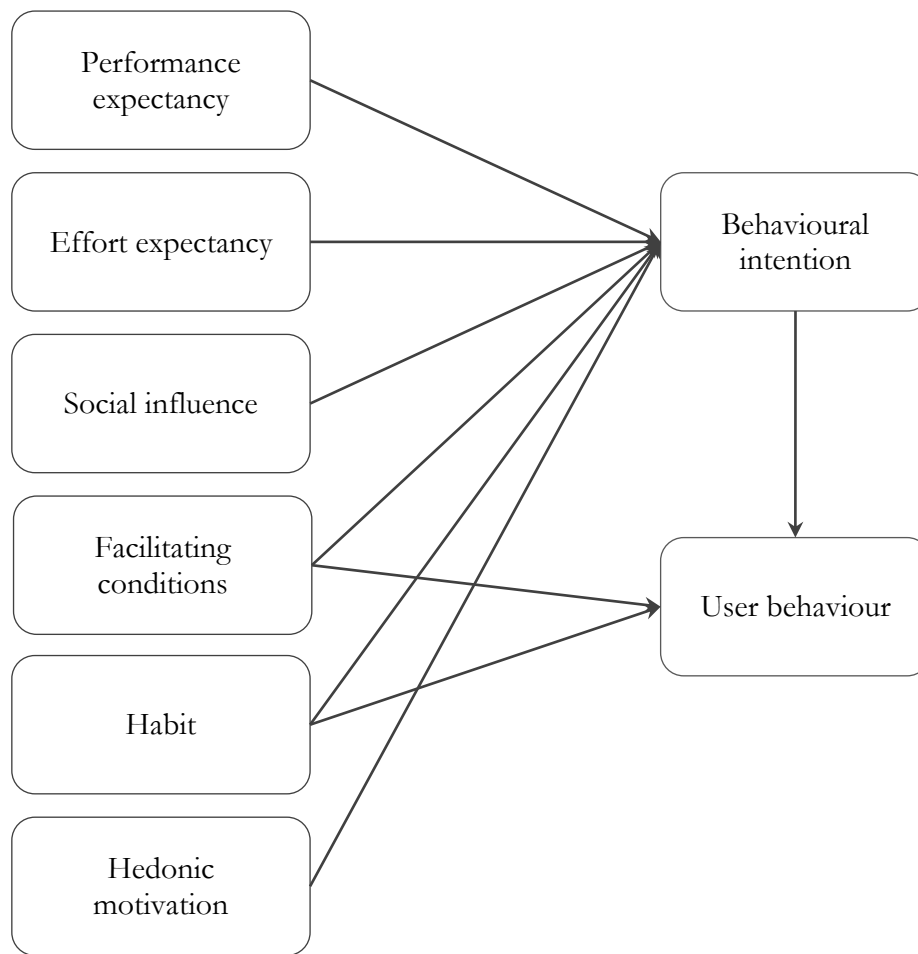 Performance
expectancy
Effort expectancy
Social influence
Facilitating
conditions
Habit
Hedonic
motivation
Behavioural
intention
User behaviour